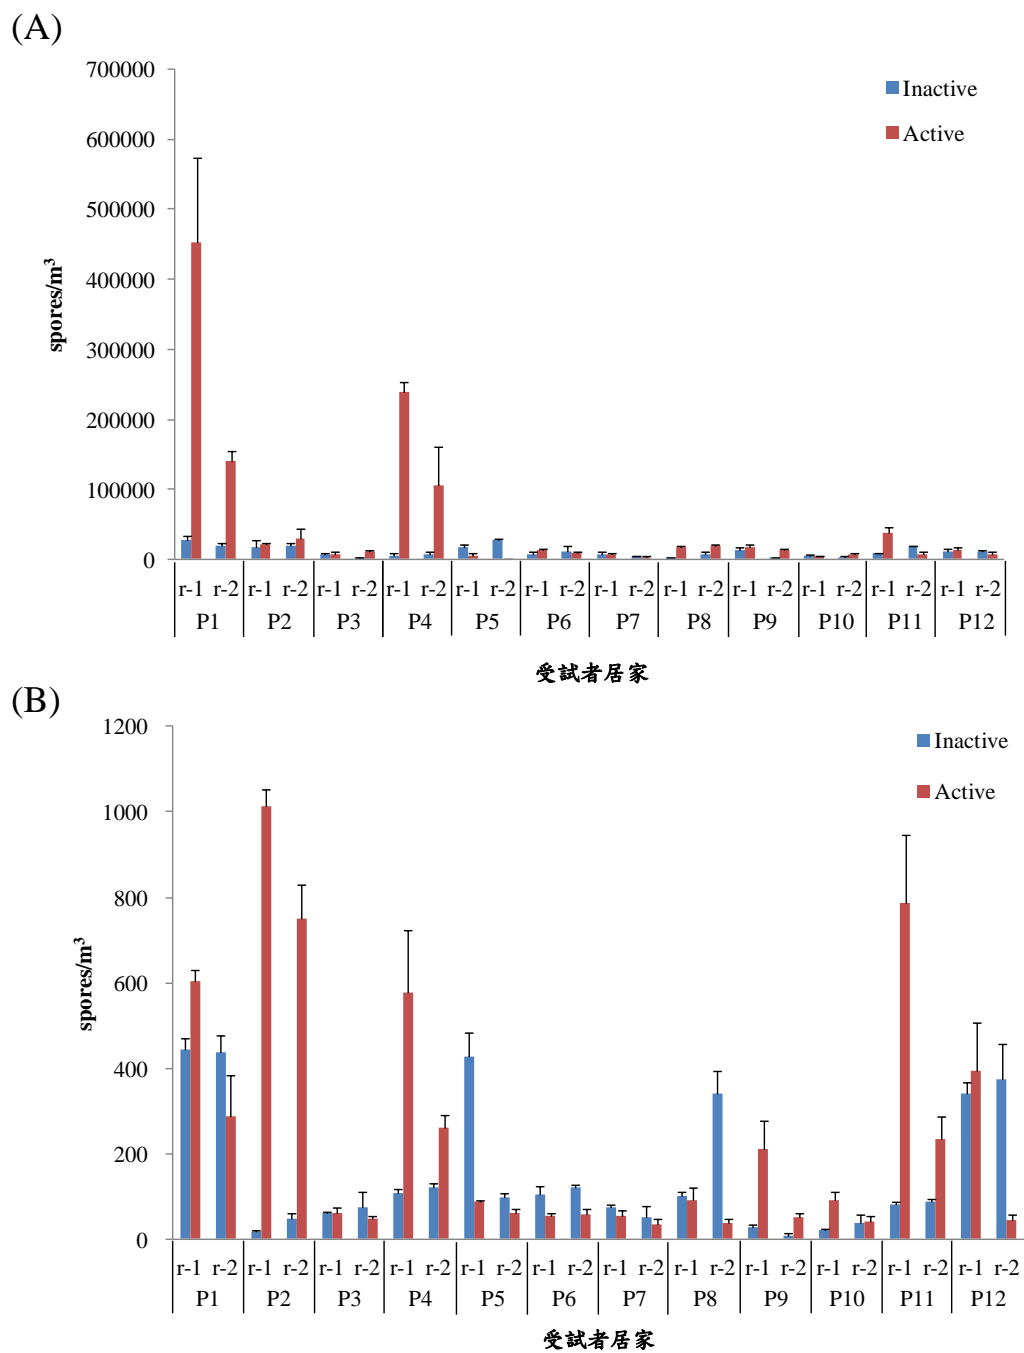 (A)
700000
600000
500000
400000
300000
200000
100000
0
spores/m³
Inactive
Active
r-1 r-2 r-1 r-2 r-1 r-2 r-1 r-2 r-1 r-2 r-1 r-2 r-1 r-2 r-1 r-2 r-1 r-2 r-1 r-2 r-1 r-2 r-1 r-2
P1 P2 P3 P4 P5 P6 P7 P8 P9 P10 P11 P12
受試者居家
(B)
1200
1000
800
600
400
200
0
spores/m³
Inactive
Active
r-1 r-2 r-1 r-2 r-1 r-2 r-1 r-2 r-1 r-2 r-1 r-2 r-1 r-2 r-1 r-2 r-1 r-2 r-1 r-2 r-1 r-2 r-1 r-2
P1 P2 P3 P4 P5 P6 P7 P8 P9 P10 P11 P12
受試者居家